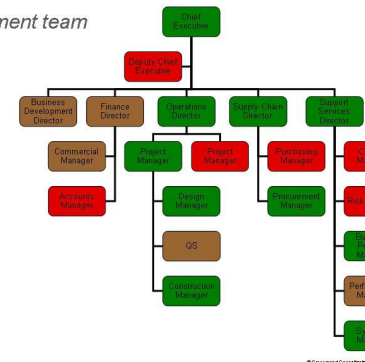 ment team
Chief
Executive
Deputy Chief
Executive
Business
Development
Director
Finance
Director
Operations
Director
Supply-Chain
Director
Support
Services
Director
Commercial
Manager
Project
Manager
Project
Manager
Purchasing
Manager
Accounts
Manager
Design
Manager
Procurement
Manager
Risk
QS
Construction
Manager